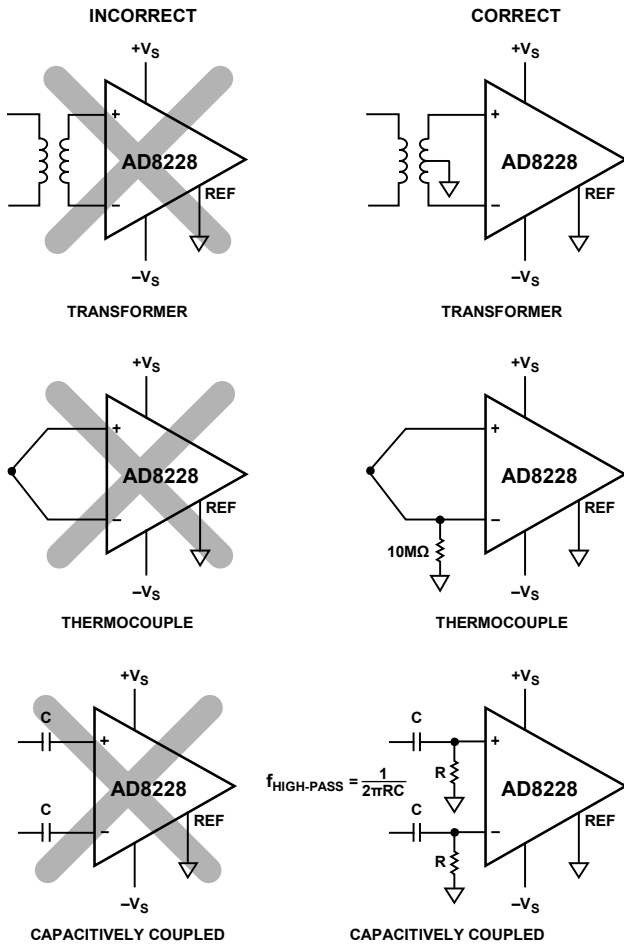 INCORRECT
CORRECT
+VS
+
AD8228
−
REF
−VS
TRANSFORMER
+VS
+
AD8228
−
REF
−VS
TRANSFORMER
+VS
+
AD8228
−
REF
−VS
THERMOCOUPLE
+VS
+
AD8228
−
REF
10MΩ
−VS
THERMOCOUPLE
+VS
C
+
AD8228
C
−
REF
−VS
CAPACITIVELY COUPLED
+VS
C
+
R
fHIGH-PASS = 1/2πRC
AD8228
C
−
REF
R
−VS
CAPACITIVELY COUPLED